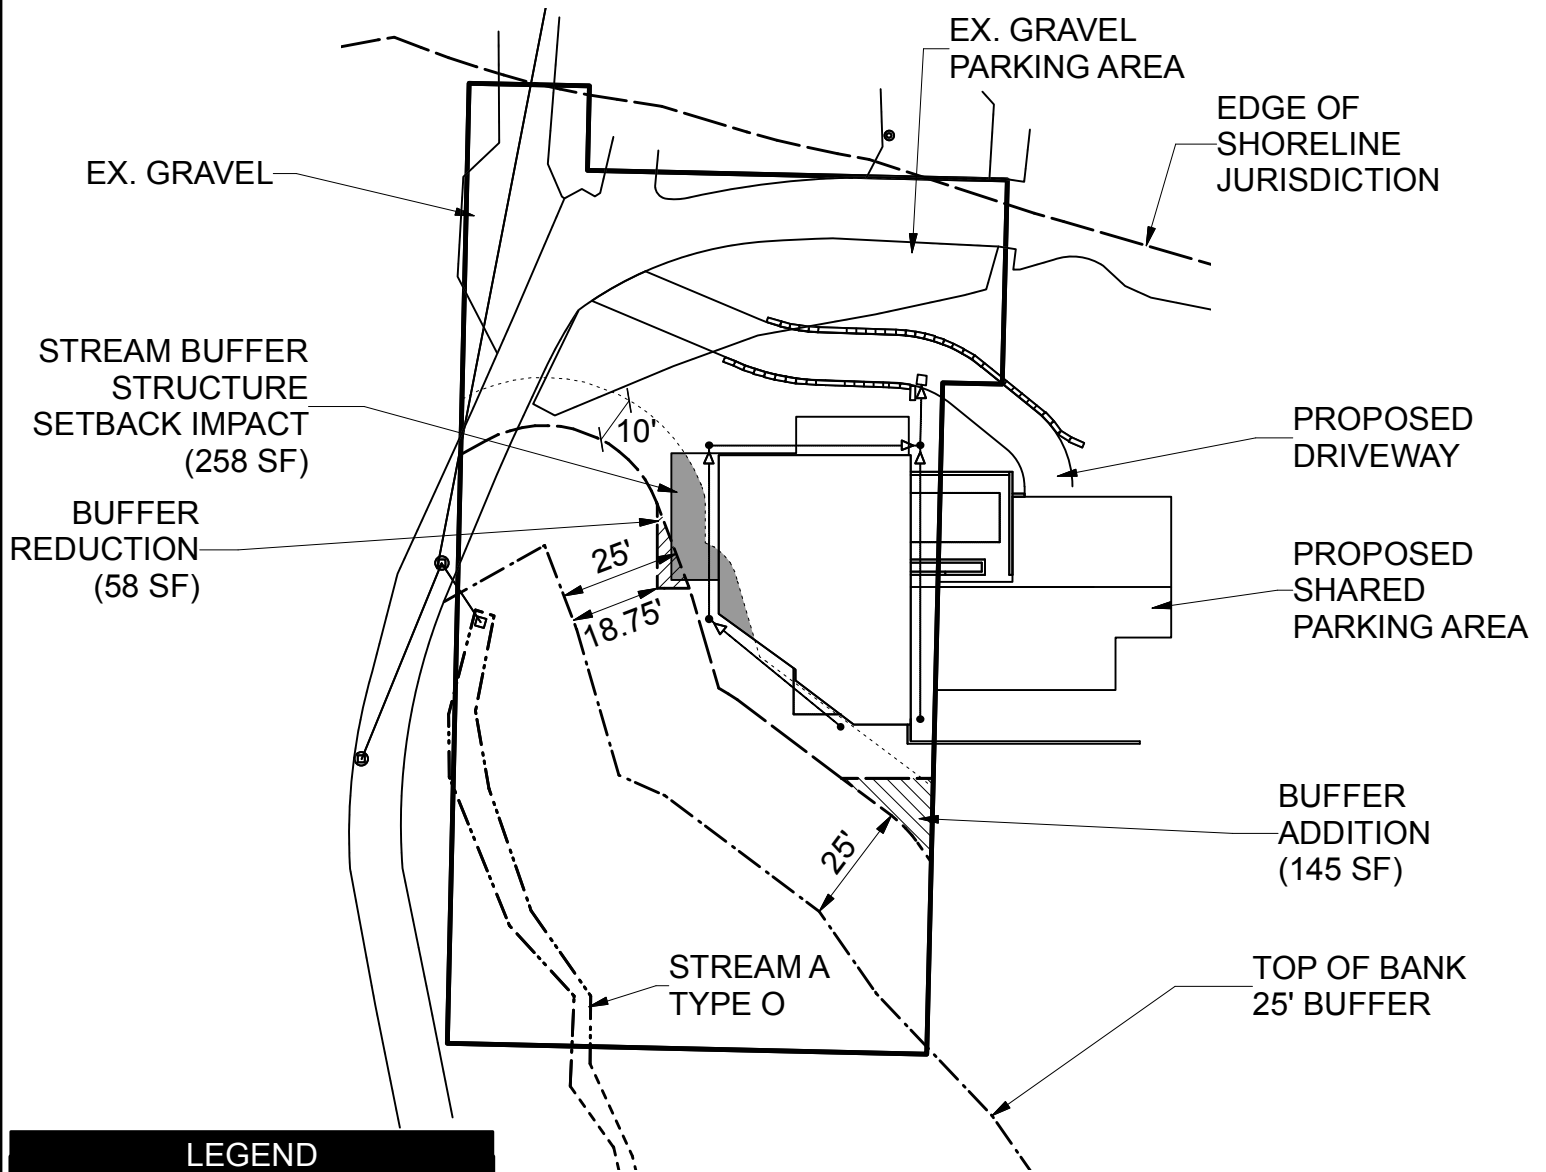 EX. GRAVEL
PARKING AREA
EDGE OF
SHORELINE
JURISDICTION
EX. GRAVEL
STREAM BUFFER
STRUCTURE
SETBACK IMPACT
(258 SF)
10'
PROPOSED
DRIVEWAY
BUFFER
REDUCTION
(58 SF)
25'
18.75'
PROPOSED
SHARED
PARKING AREA
BUFFER
ADDITION
(145 SF)
25'
STREAM A
TYPE O
TOP OF BANK
25' BUFFER
LEGEND